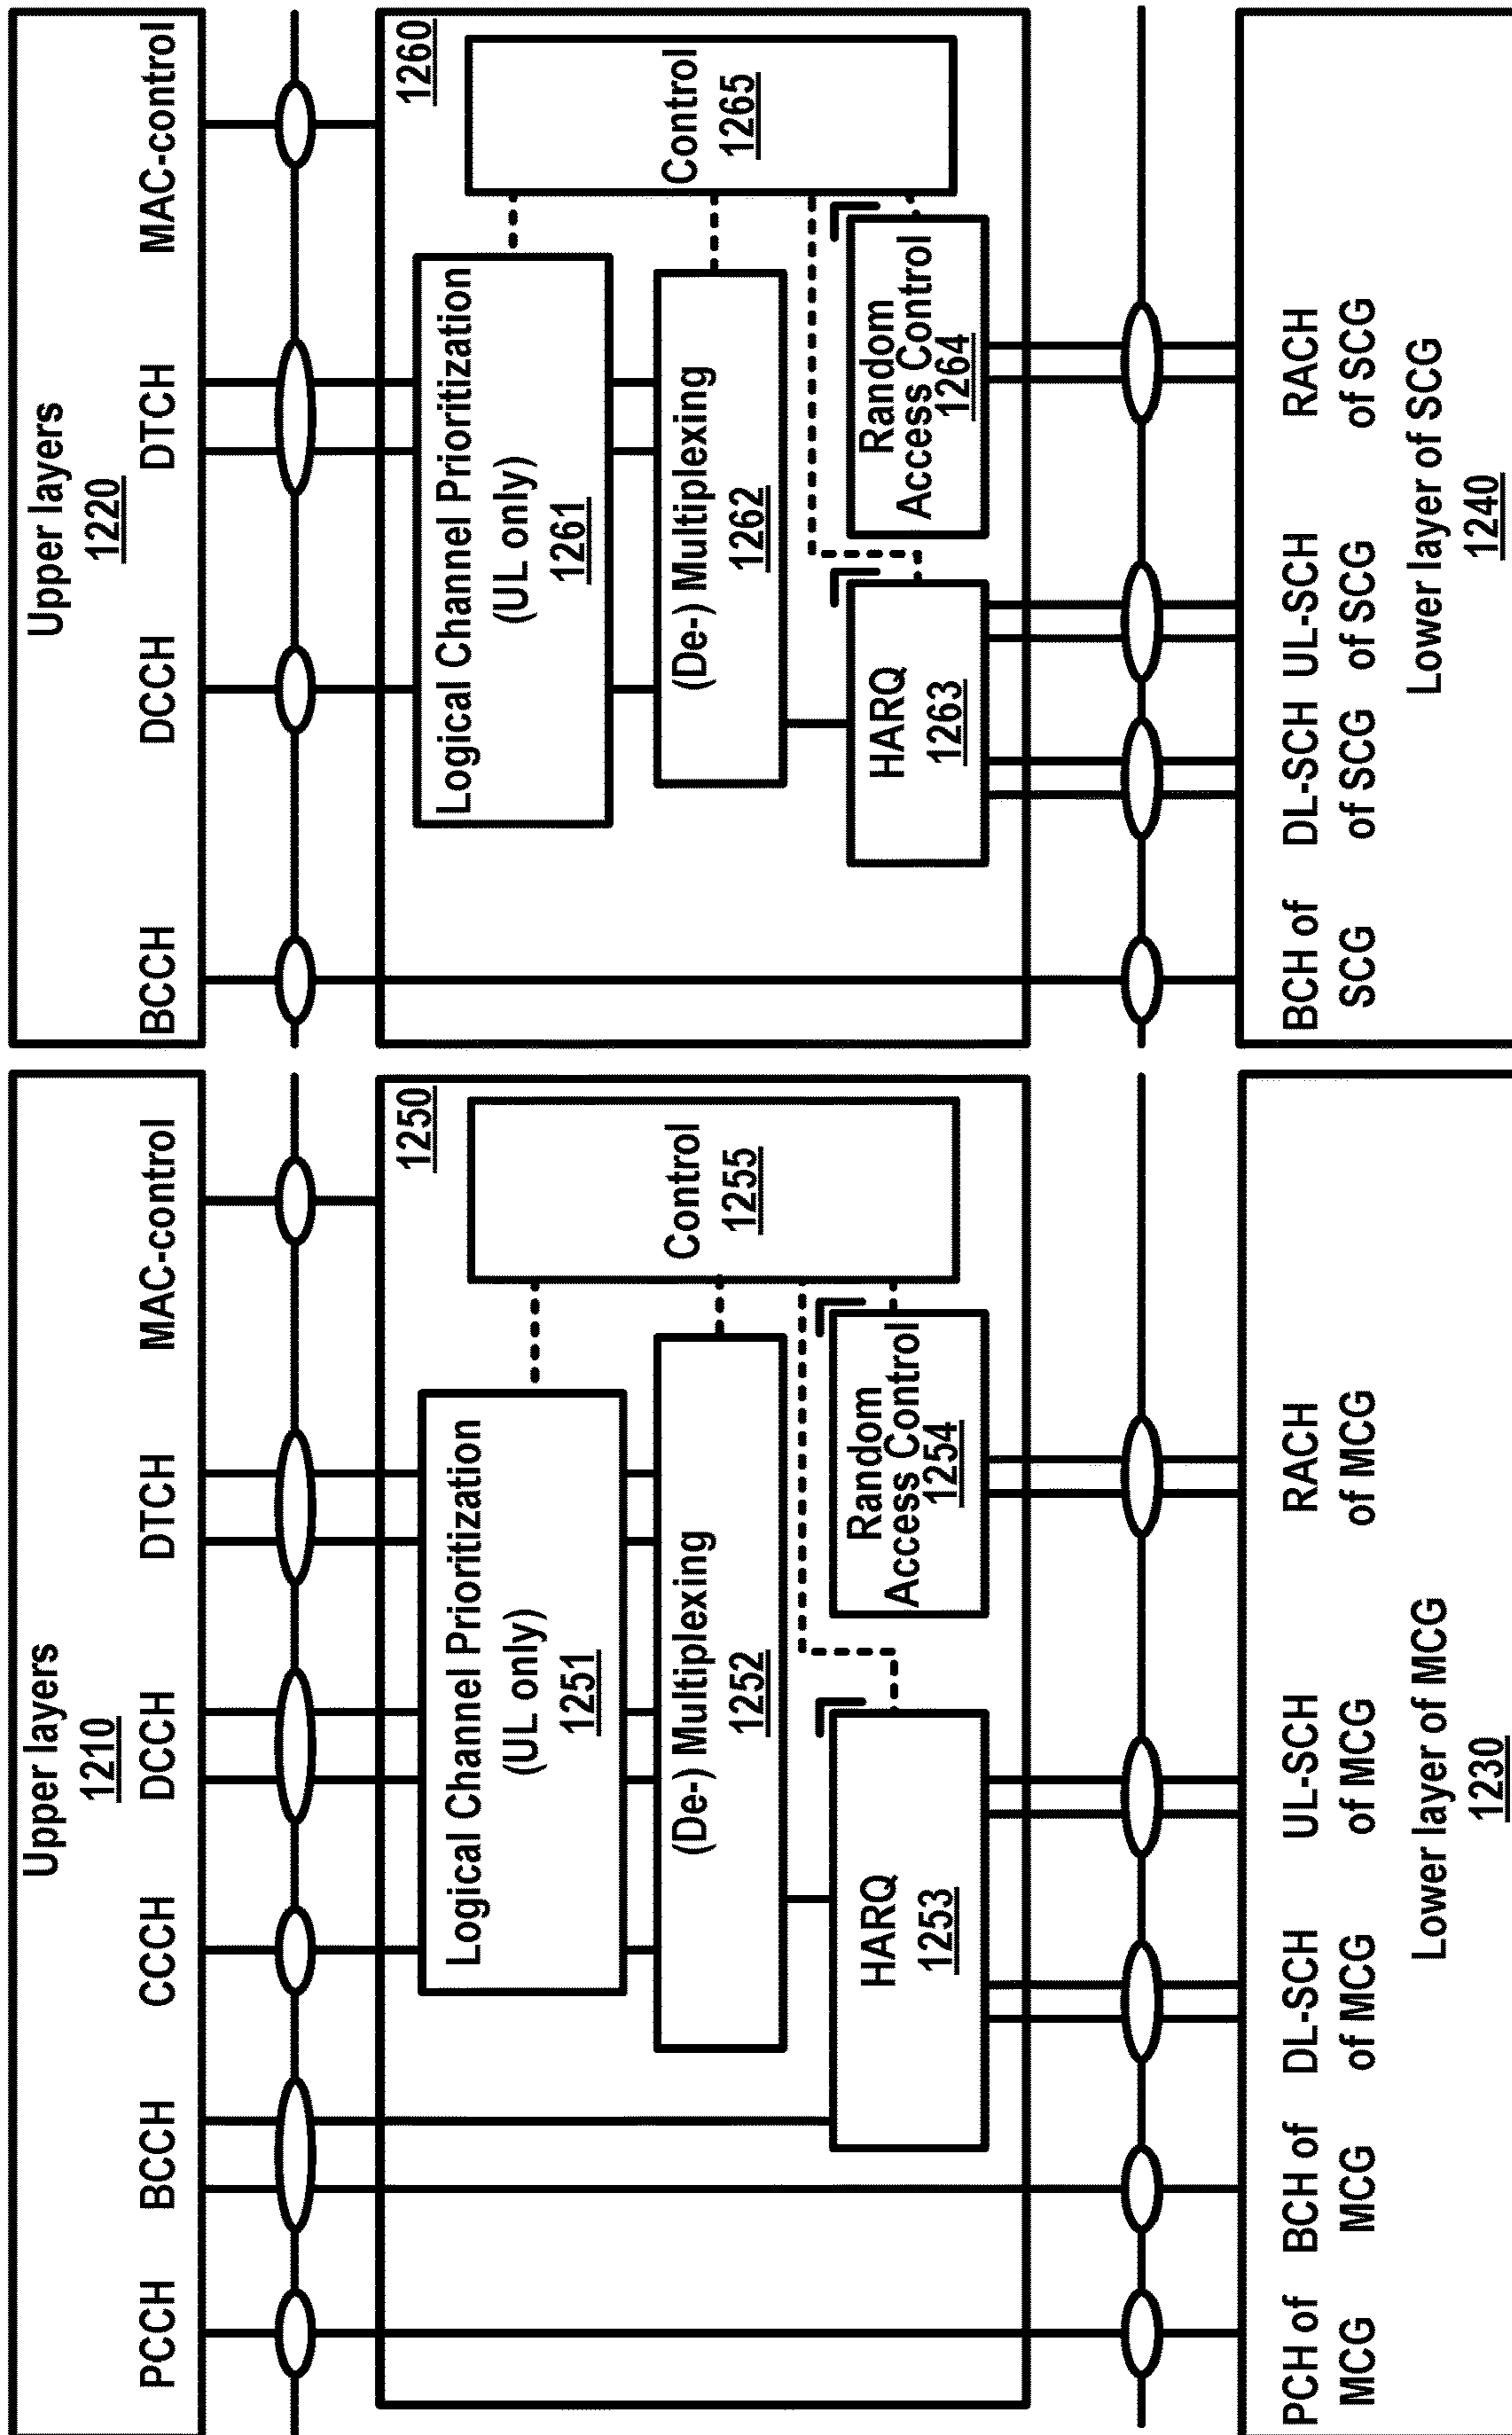 Upper layers
1210
PCCH
BCCH
CCCH
DCCH
DTCH
MAC-control
1250
Logical Channel Prioritization
(UL only)
1251
(De-) Multiplexing
1252
HARQ
1253
Random
Access Control
1254
Control
1255
PCH of
MCG
BCH of
MCG
DL-SCH
of MCG
UL-SCH
of MCG
RACH
of MCG
Lower layer of MCG
1230
Upper layers
1220
BCCH
DCCH
DTCH
MAC-control
1260
Logical Channel Prioritization
(UL only)
1261
(De-) Multiplexing
1262
HARQ
1263
Random
Access Control
1264
Control
1265
BCH of
SCG
DL-SCH
of SCG
UL-SCH
of SCG
RACH
of SCG
Lower layer of SCG
1240